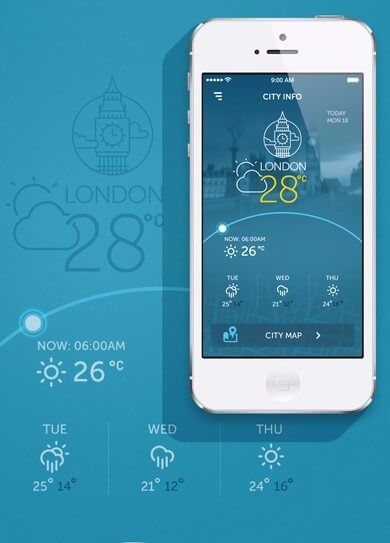 9:00 AM
CITY INFO
TODAY
MON 18
LONDON
28°C
NOW: 06:00AM
26°C
TUE WED THU
25° 14° 21° 12° 24° 16°
CITY MAP
LONDON
28°C
NOW: 06:00AM
26°C
TUE WED THU
25° 14° 21° 12° 24° 16°